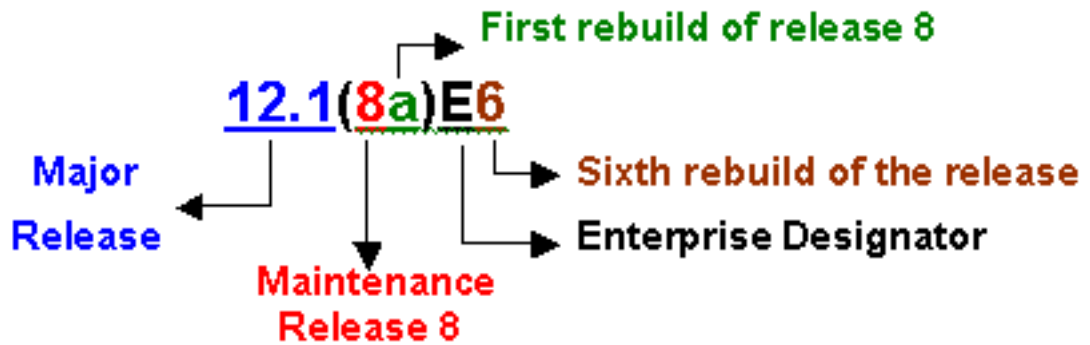 First rebuild of release 8
12.1(8a)E6
Major
Release
Sixth rebuild of the release
Enterprise Designator
Maintenance
Release 8